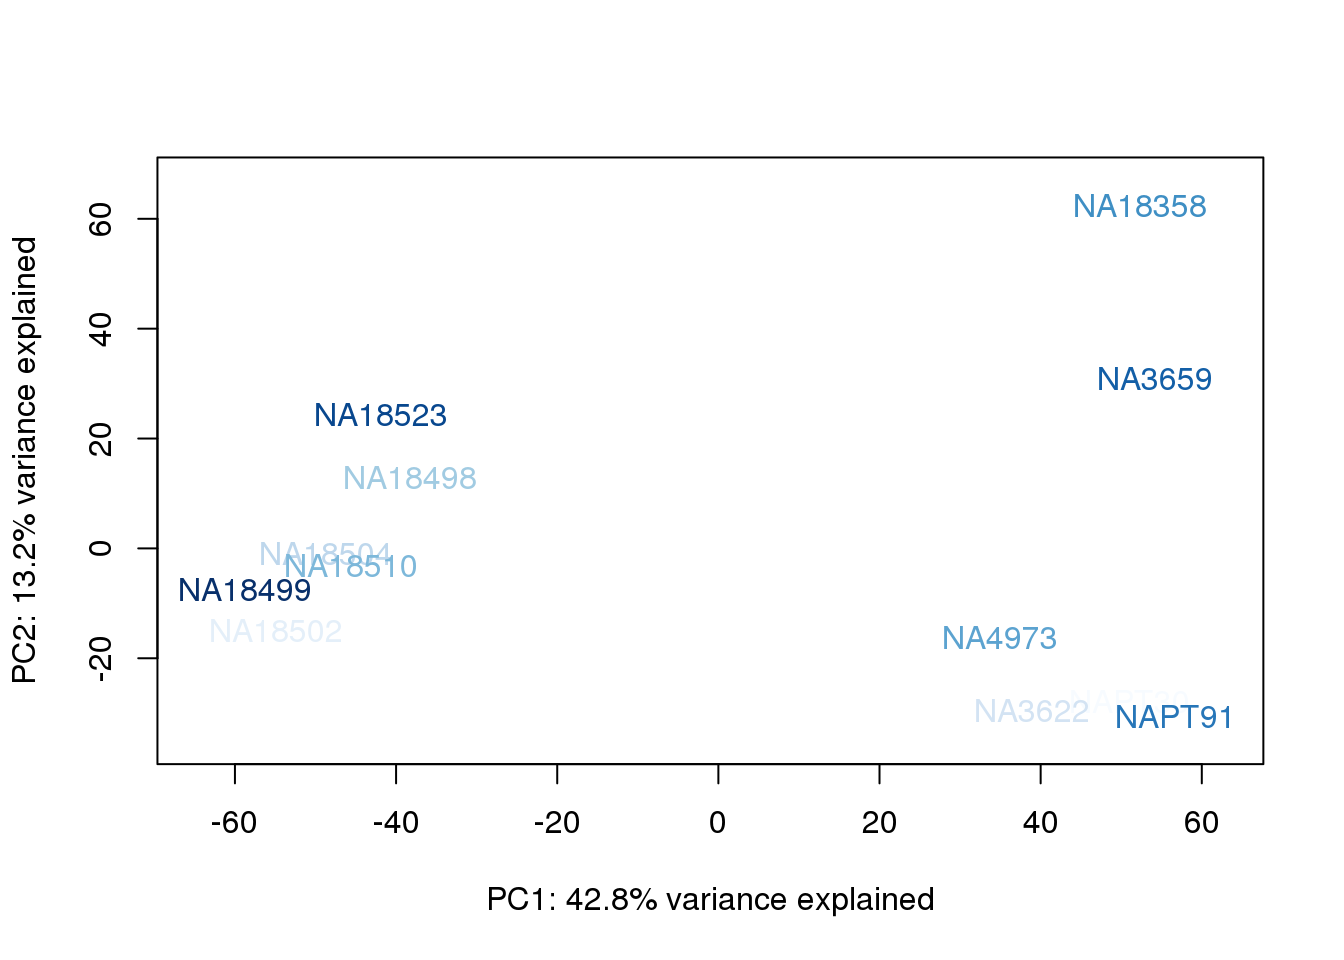 NA18358
NA3659
NA18523
NA18498
NA18504
NA18510
NA18499
NA18502
NA4973
NA3622
NAPT91
60
40
20
0
-20
-60
-40
-20
0
20
40
60
PC2: 13.2% variance explained
PC1: 42.8% variance explained